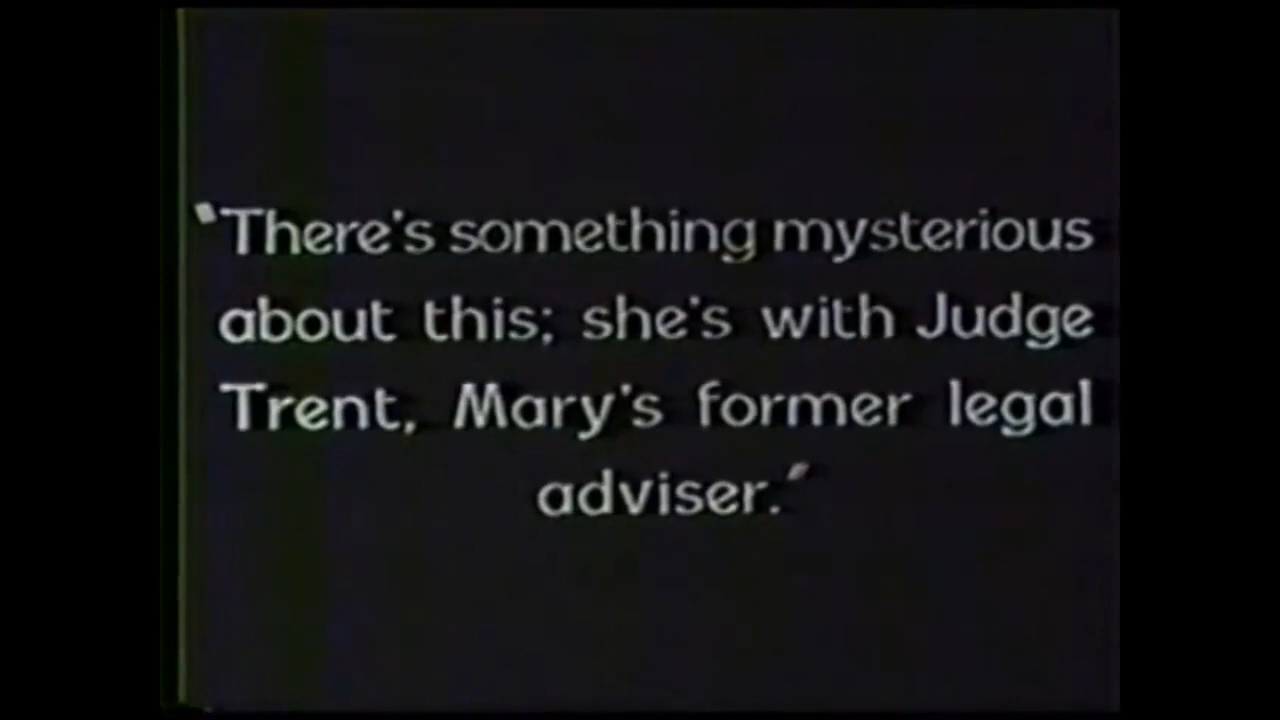 "There's something mysterious
about this; she's with Judge
Trent, Mary's former legal
adviser."